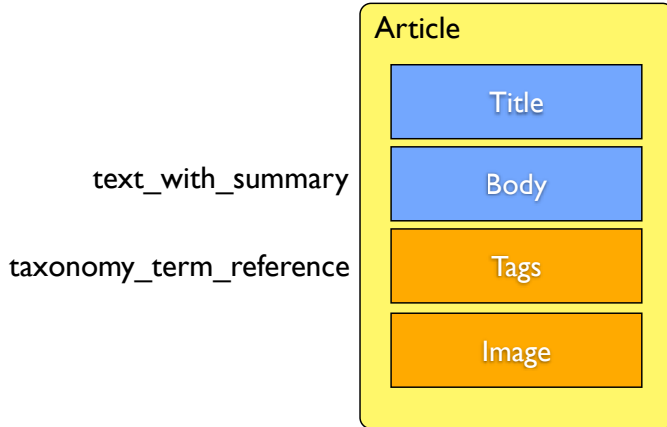 Article
Title
text_with_summary
Body
taxonomy_term_reference
Tags
Image